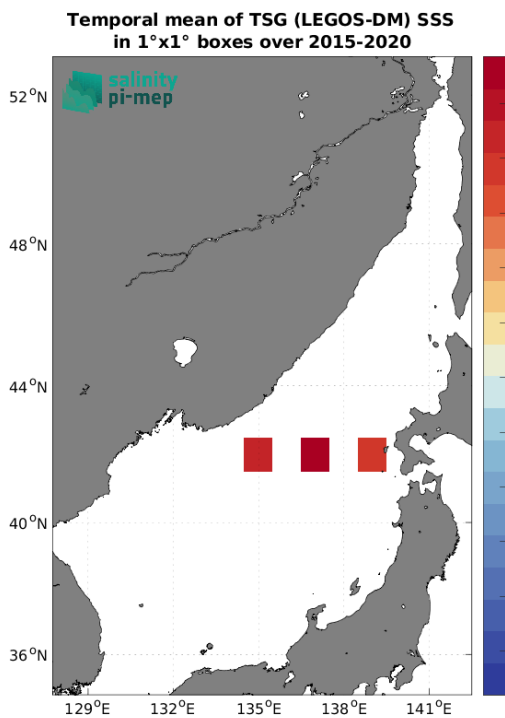 Temporal mean of TSG (LEGOS-DM) SSS
in 1°x1° boxes over 2015-2020
salinity
pi-mep
52°N
48°N
44°N
40°N
36°N
129°E 132°E 135°E 138°E 141°E